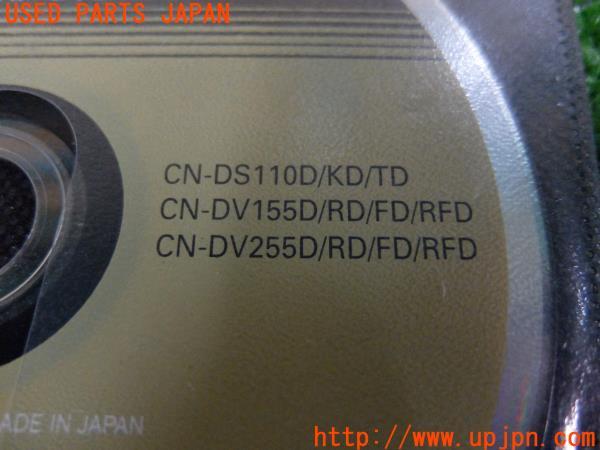 USED PARTS JAPAN
CN-DS110D/KD/TD
CN-DV155D/RD/FD/RFD
CN-DV255D/RD/FD/RFD
MADE IN JAPAN
http://www.upjpn.com/